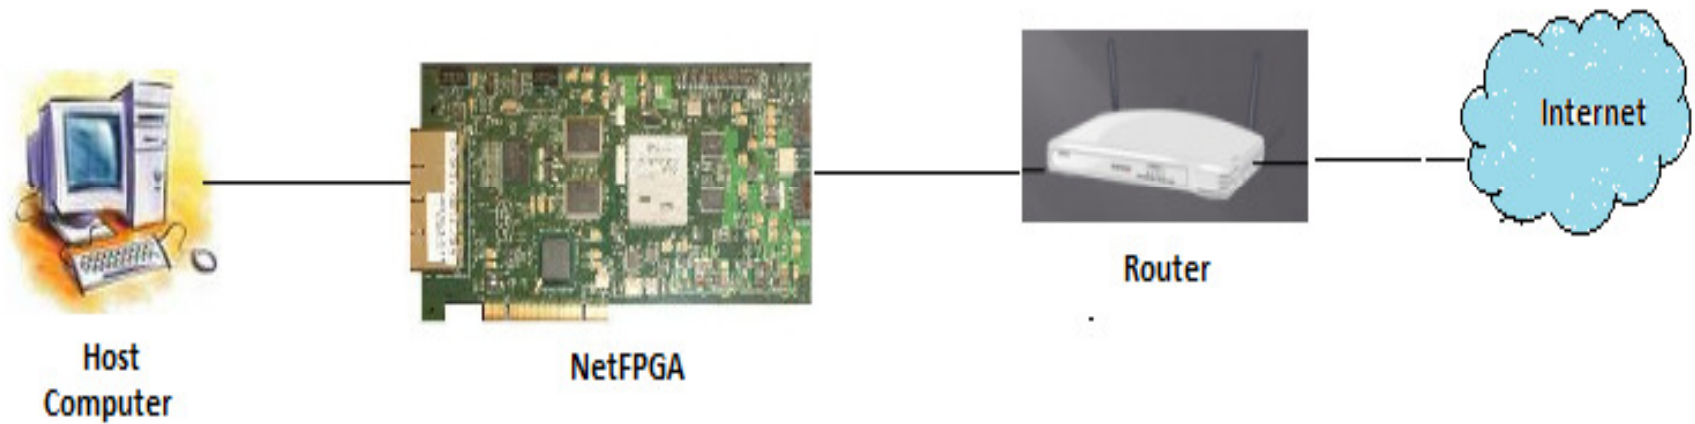 Host
Computer
NetFPGA
Router
Internet